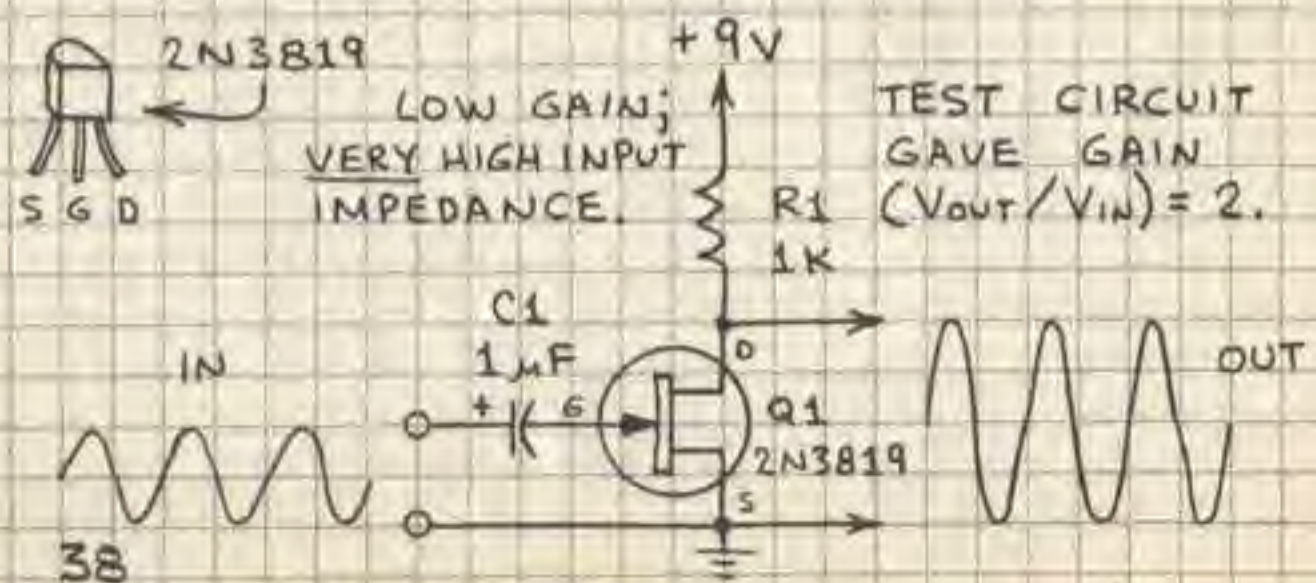 2N3819
S G D
LOW GAIN;
VERY HIGH INPUT
IMPEDANCE.
+9V
R1
1K
TEST CIRCUIT
GAVE GAIN
(VOUT/VIN) = 2.
IN
C1
1µF
+
G
D
Q1
2N3819
S
OUT
38